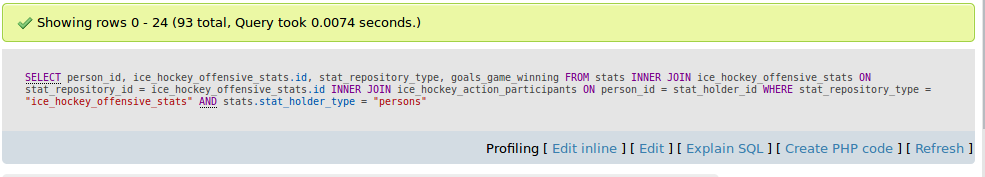 Showing rows 0 - 24 (93 total, Query took 0.0074 seconds.)
SELECT person_id, ice_hockey_offensive_stats.id, stat_repository_type, goals_game_winning FROM stats INNER JOIN ice_hockey_offensive_stats ON
stat_repository_id = ice_hockey_offensive_stats.id INNER JOIN ice_hockey_action_participants ON person_id = stat_holder_id WHERE stat_repository_type =
"ice_hockey_offensive_stats" AND stats.stat_holder_type = "persons"
Profiling [ Edit inline ] [ Edit ] [ Explain SQL ] [ Create PHP code ] [ Refresh ]